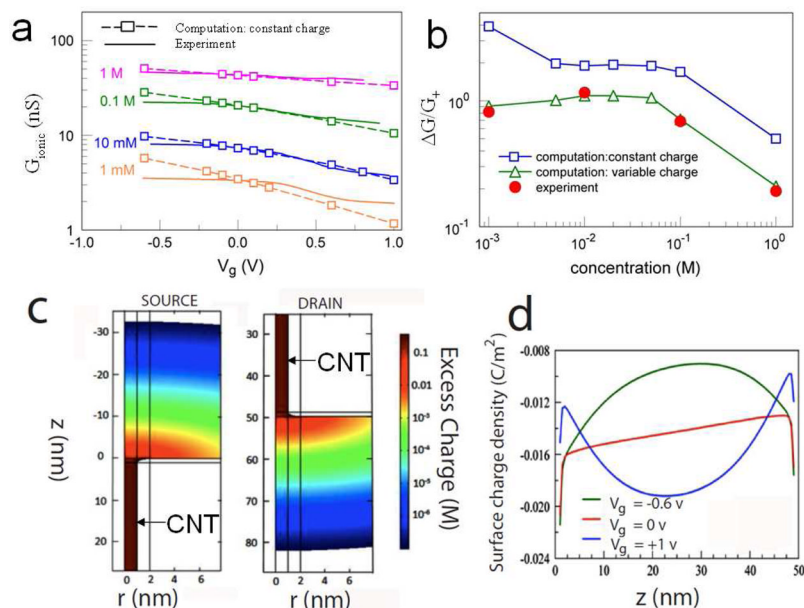 a
Computation: constant charge
Experiment
100
10
1
G_ionic (nS)
1 M
0.1 M
10 mM
1 mM
-1.0 -0.5 0.0 0.5 1.0
V_g (V)
b
ΔG/G_+
10^0
10^-1
computation:constant charge
computation: variable charge
experiment
10^-3 10^-2 10^-1 10^0
concentration (M)
c
SOURCE
DRAIN
z (nm)
-30
-20
-10
0
10
20
CNT
0 2 4 6
r (nm)
30
40
50
60
70
80
CNT
0 2 4 6
r (nm)
0.1
0.01
10^-3
10^-4
10^-5
10^-6
Excess Charge (M)
d
Surface charge density (C/m^2)
-0.008
-0.012
-0.016
-0.020
-0.024
V_g = -0.6 v
V_g = 0 v
V_g = +1 v
0 10 20 30 40 50
z (nm)